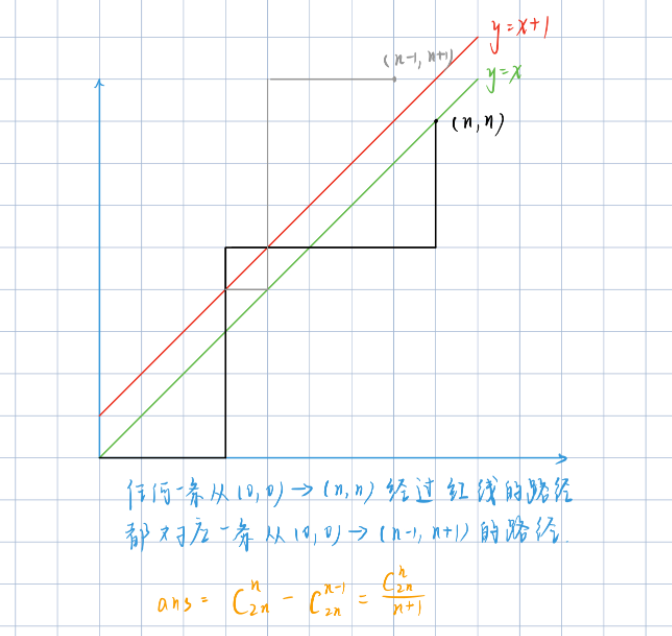 y=x+1
(n-1, n+1)
y=x
(n, n)
任何一条从(0,0)→(n,n)经过红线的路径
都对应一条从(0,0)→(n-1,n+1)的路径.
ans = C_{2n}^{n} - C_{2n}^{n-1} = \frac{C_{2n}^{n}}{n+1}